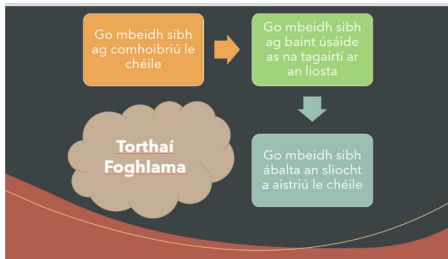 Go mbeidh sibh
ag comhoibriú le
chéile
Go mbeidh sibh
ag baint úsáide
as na tagairtí ar
an liosta
Go mbeidh sibh
ábalta an sliocht
a aistriú le chéile
Torthaí
Foghlama